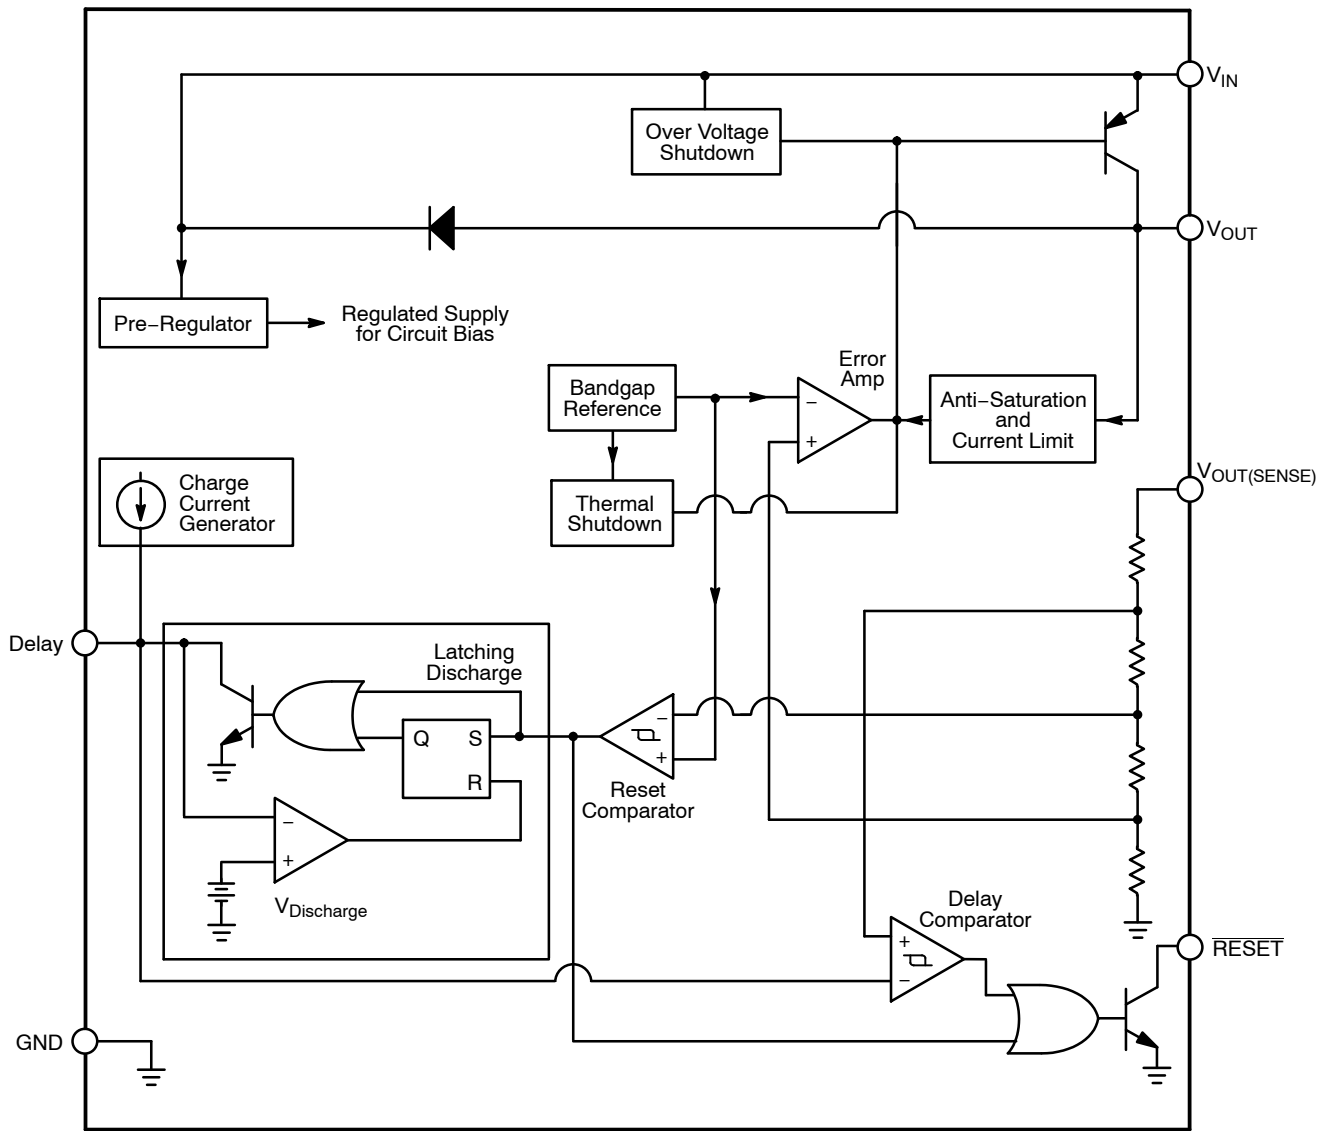 VIN
Over Voltage
Shutdown
VOUT
Pre−Regulator
Regulated Supply
for Circuit Bias
Error
Amp
Bandgap
Reference
−
+
Anti−Saturation
and
Current Limit
VOUT(SENSE)
Charge
Current
Generator
Thermal
Shutdown
Delay
Latching
Discharge
Q
S
R
−
+
Reset
Comparator
−
+
VDischarge
Delay
Comparator
+
−
RESET
GND